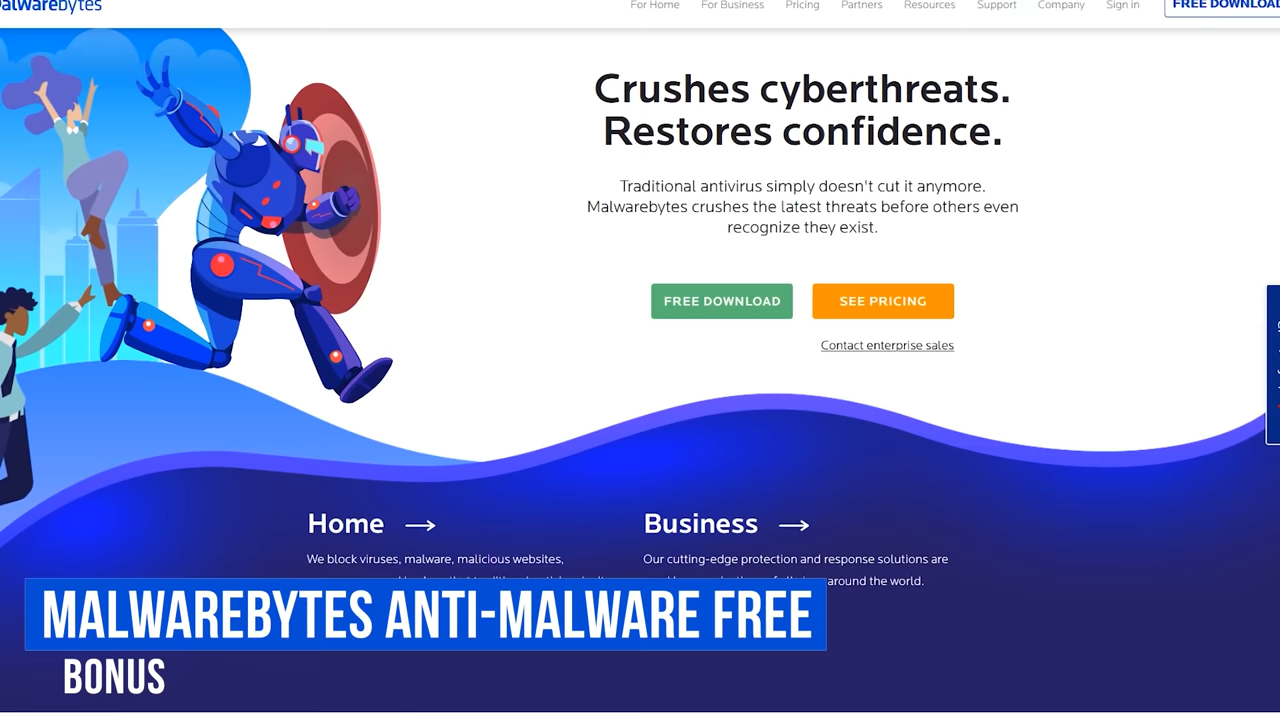 Malwarebytes
For Home For Business Pricing Partners Resources Support Company Sign in FREE DOWNLOAD
Crushes cyberthreats.
Restores confidence.
Traditional antivirus simply doesn't cut it anymore.
Malwarebytes crushes the latest threats before others even
recognize they exist.
FREE DOWNLOAD SEE PRICING
Contact enterprise sales
Home → Business →
We block viruses, malware, malicious websites,
Our cutting-edge protection and response solutions are
around the world.
MALWAREBYTES ANTI-MALWARE FREE
BONUS